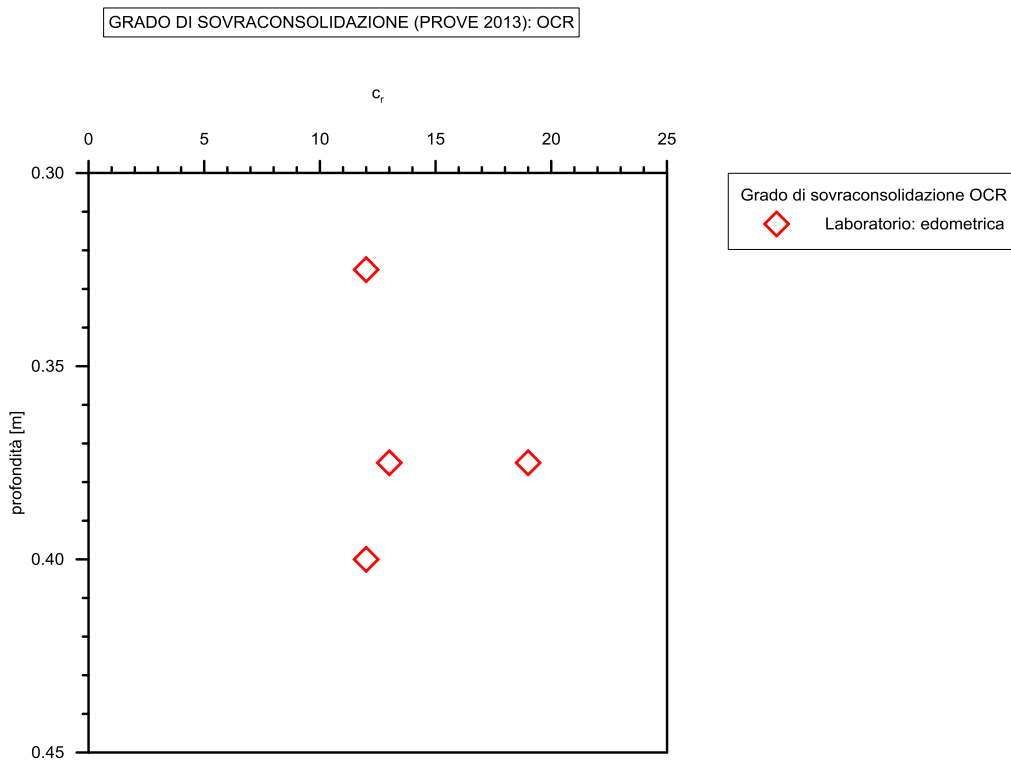 GRADO DI SOVRACONSOLIDAZIONE (PROVE 2013): OCR
cᵣ
0 5 10 15 20 25
0.30
0.35
0.40
0.45
profondità [m]
Grado di sovraconsolidazione OCR
Laboratorio: edometrica